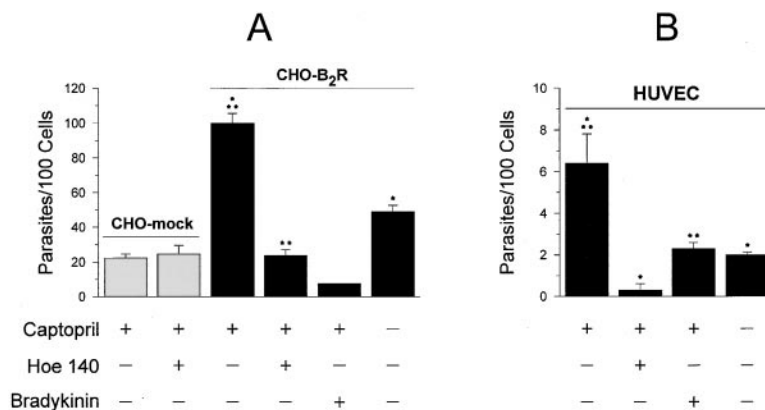 A
B
CHO-B2R
HUVEC
CHO-mock
Parasites/100 Cells
120
100
80
60
40
20
0
*
**
**
*
Parasites/100 Cells
10
8
6
4
2
0
*
**
*
**
*
Captopril + + + + + – + + + –
Hoe 140 – + – + – – – + – –
Bradykinin – – – – + – – – + –